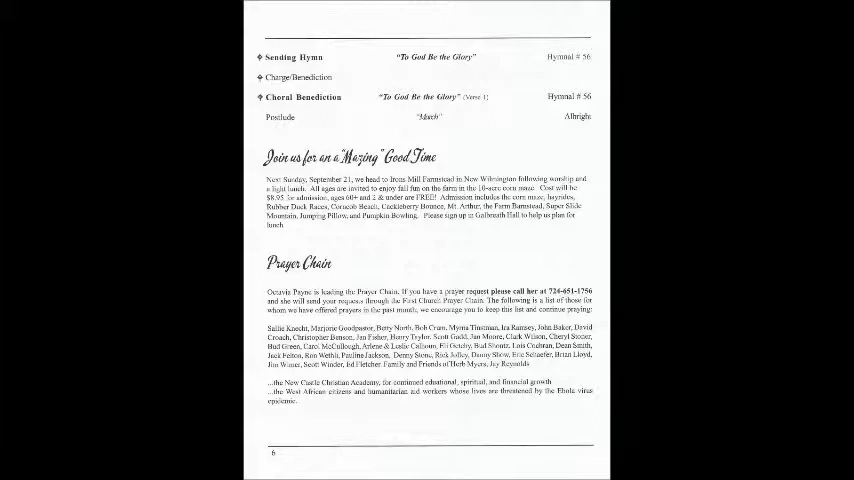 ❖ Sending Hymn "To God Be the Glory" Hymnal # 56
❖ Charge/Benediction
❖ Choral Benediction "To God Be the Glory" (Verse 1) Hymnal # 56
Postlude "March" Albright
Join us for an a "Mazing" Good Time
Next Sunday, September 21, we head to Irons Mill Farmstead in New Wilmington following worship and
a light lunch. All ages are invited to enjoy fall fun on the farm in the 10-acre corn maze. Cost will be
$8.95 for admission, ages 60+ and 2 & under are FREE! Admission includes the corn maze, hayrides,
Rubber Duck Races, Corncob Beach, Cackleberry Bounce, Mt. Arthur, the Farm Barnstead, Super Slide
Mountain, Jumping Pillow, and Pumpkin Bowling. Please sign up in Galbreath Hall to help us plan for
lunch
Prayer Chain
Octavia Payne is leading the Prayer Chain. If you have a prayer request please call her at 724-651-1756
and she will send your requests through the First Church Prayer Chain. The following is a list of those for
whom we have offered prayers in the past month; we encourage you to keep this list and continue praying:
Sallie Knecht, Marjorie Goodpastor, Betty North, Bob Cram, Myrna Tinstman, Ira Ramsey, John Baker, David
Croach, Christopher Benson, Jan Fisher, Henry Taylor, Scott Gadd, Jan Moore, Clark Wilson, Cheryl Stoner,
Bud Green, Carol McCullough, Arlene & Leslie Calhoun, Eli Getchy, Bud Shontz, Lois Cochran, Dean Smith,
Jack Felton, Ron Wethli, Pauline Jackson, Denny Stone, Rick Jolley, Danny Show, Eric Schaefer, Brian Lloyd,
Jim Wimer, Scott Winder, Ed Fletcher. Family and Friends of Herb Myers, Jay Reynolds
...the New Castle Christian Academy, for continued educational, spiritual, and financial growth
...the West African citizens and humanitarian aid workers whose lives are threatened by the Ebola virus
epidemic.
6